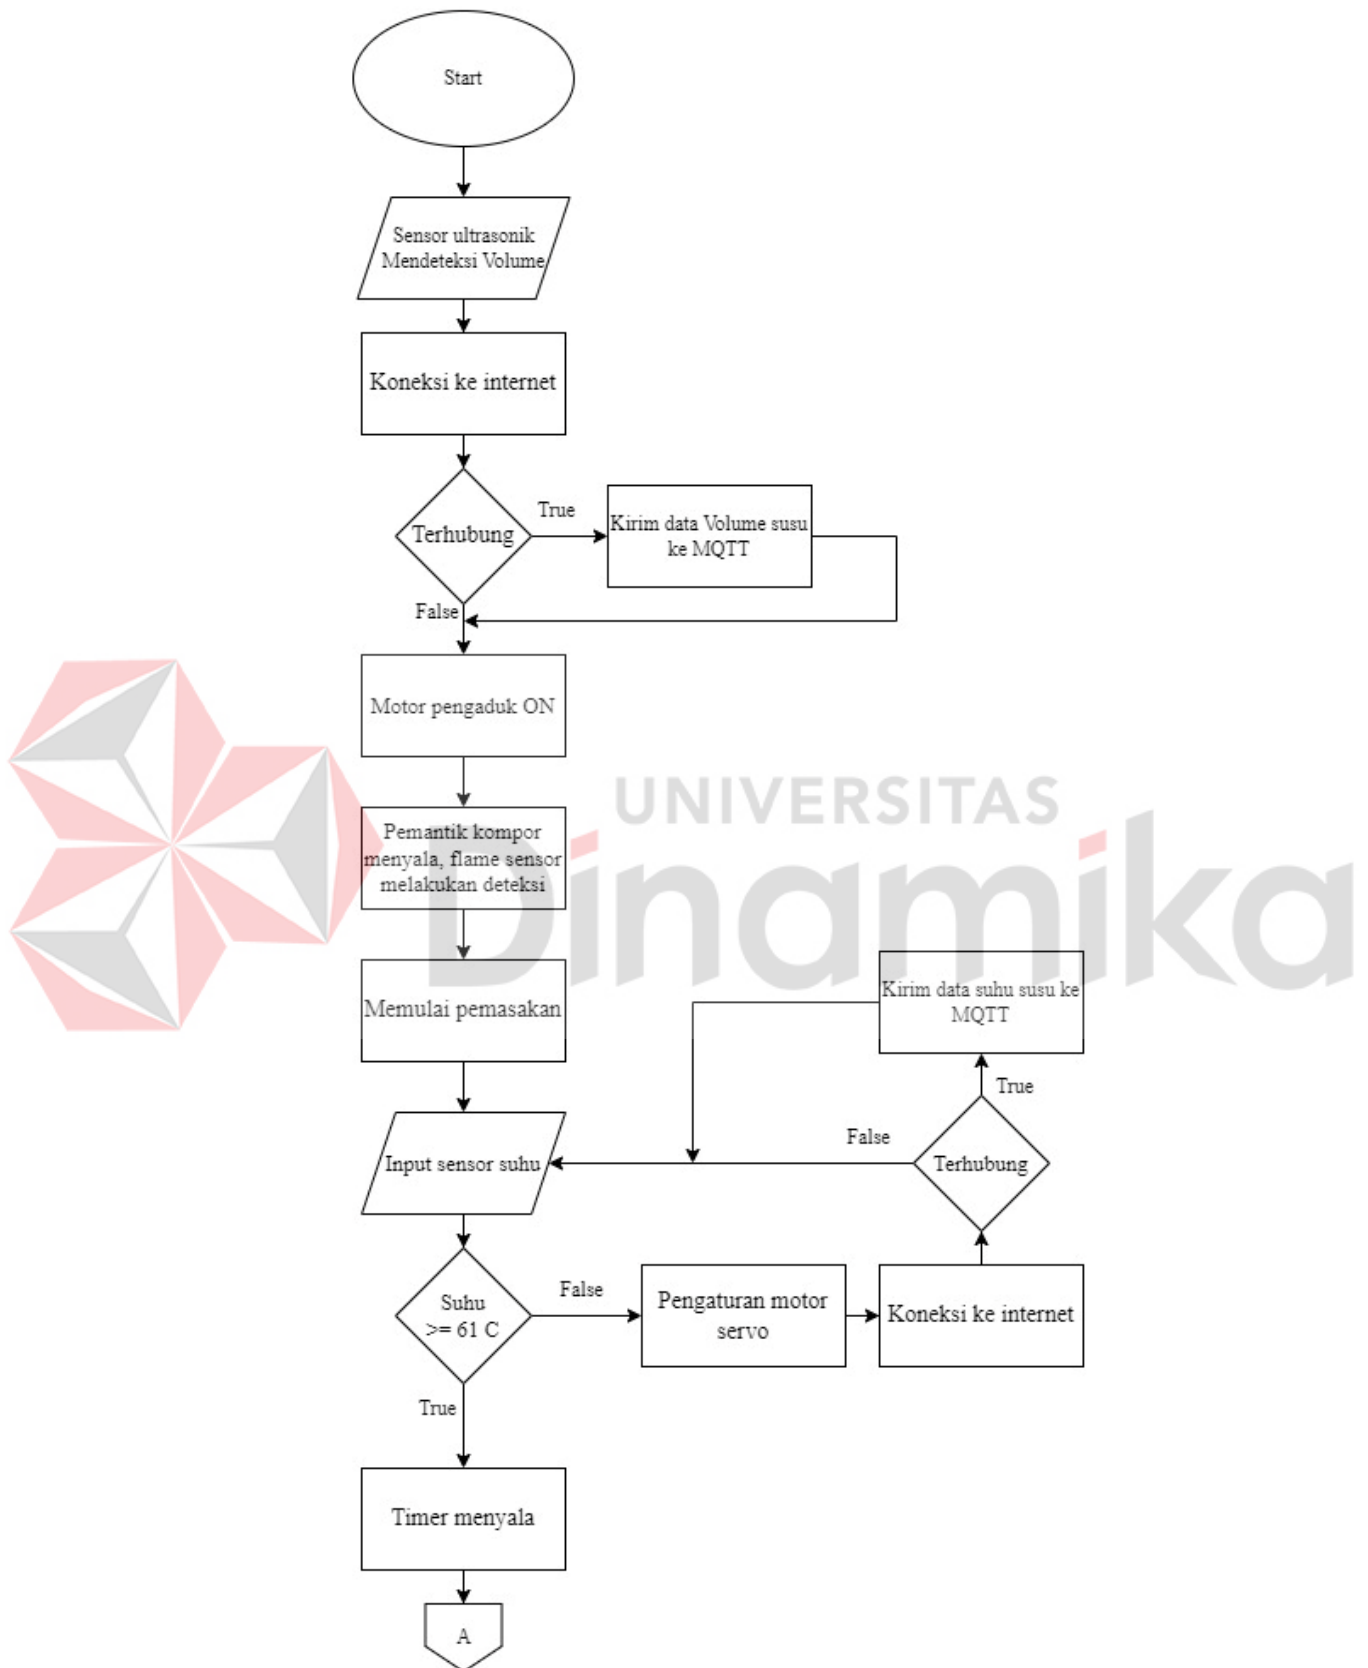 Start
Sensor ultrasonik
Mendeteksi Volume
Koneksi ke internet
Terhubung
True
Kirim data Volume susu
ke MQTT
False
Motor pengaduk ON
UNIVERSITAS
Dinamika
Pemantik kompor
menyala, flame sensor
melakukan deteksi
Memulai pemasakan
Kirim data suhu susu ke
MQTT
True
False
Terhubung
Input sensor suhu
Suhu
>= 61 C
False
Pengaturan motor
servo
Koneksi ke internet
True
Timer menyala
A